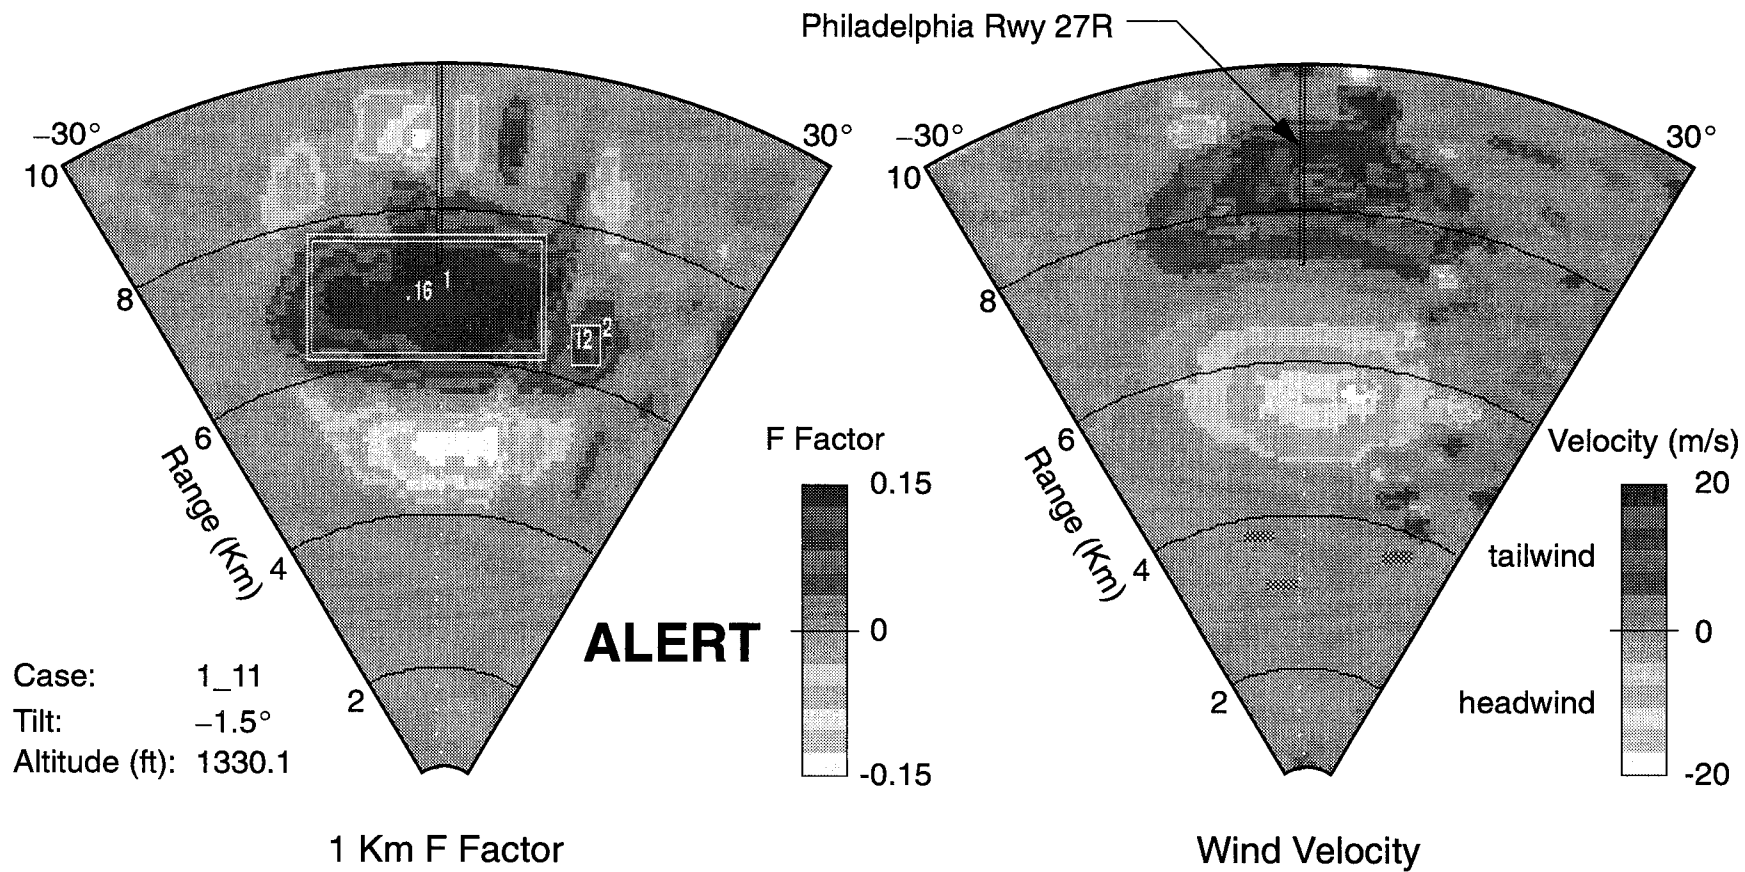 Philadelphia Rwy 27R
−30°
30°
10
8
6
4
2
Range (Km)
.16
1
.12
2
−30°
30°
10
8
6
4
2
Range (Km)
F Factor
0.15
0
-0.15
ALERT
Velocity (m/s)
20
tailwind
0
headwind
-20
Case: 1_11
Tilt: −1.5°
Altitude (ft): 1330.1
1 Km F Factor
Wind Velocity